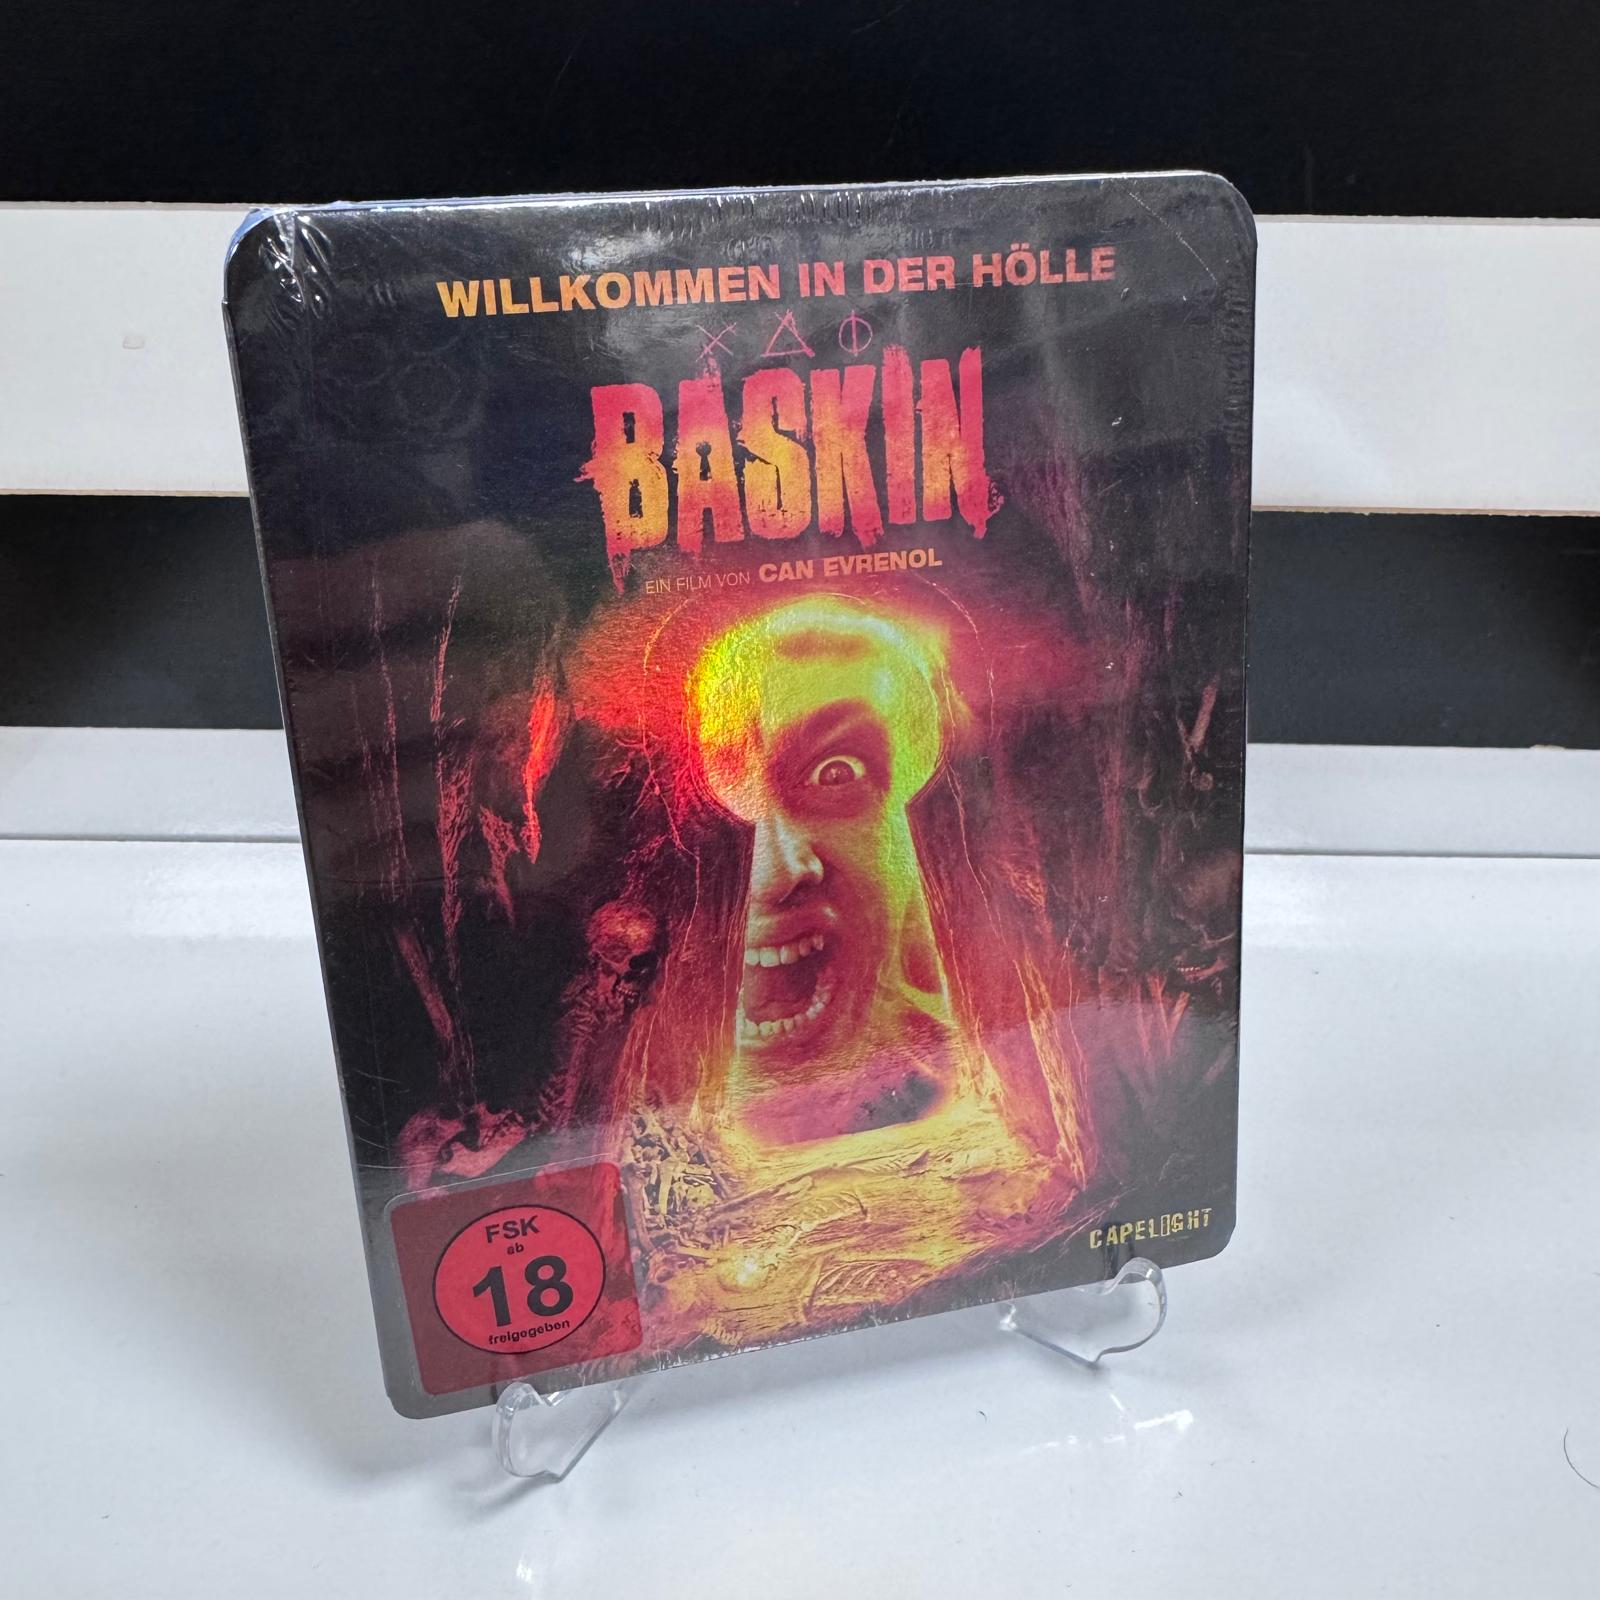 WILLKOMMEN IN DER HÖLLE
BASKIN
EIN FILM VON CAN EVRENOL
FSK
ab
18
freigegeben
CAPELIGHT